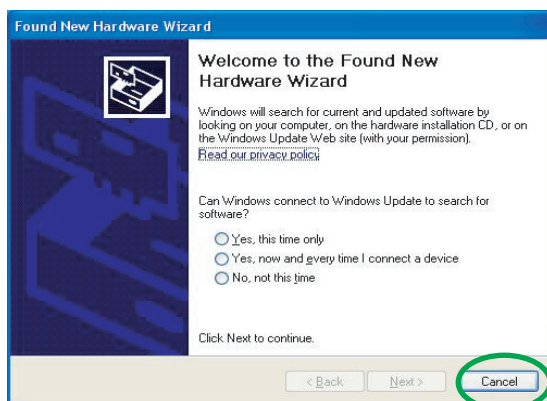 Found New Hardware Wizard
Welcome to the Found New
Hardware Wizard
Windows will search for current and updated software by
looking on your computer, on the hardware installation CD, or on
the Windows Update Web site (with your permission).
Read our privacy policy
Can Windows connect to Windows Update to search for
software?
Yes, this time only
Yes, now and every time I connect a device
No, not this time
Click Next to continue.
< Back Next > Cancel